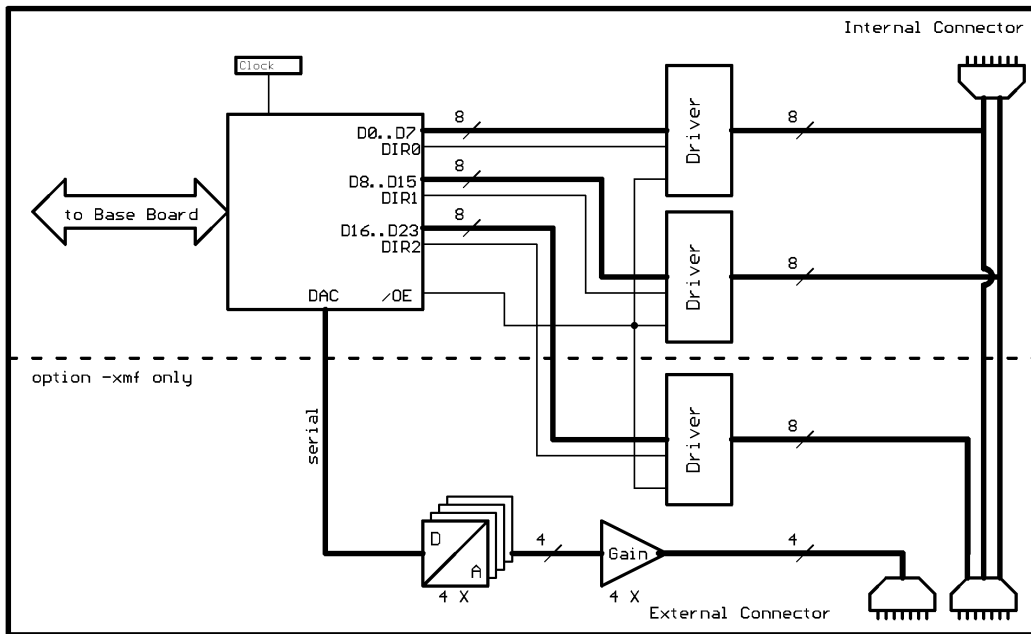 Internal Connector
Clock
D0..D7
8
8
DIR0
Driver
D8..D15
8
DIR1
to Base Board
D16..D23
8
DIR2
Driver
8
DAC
/OE
option -xmf only
serial
Driver
8
D
A
4 X
4
Gain
4 X
4
External Connector